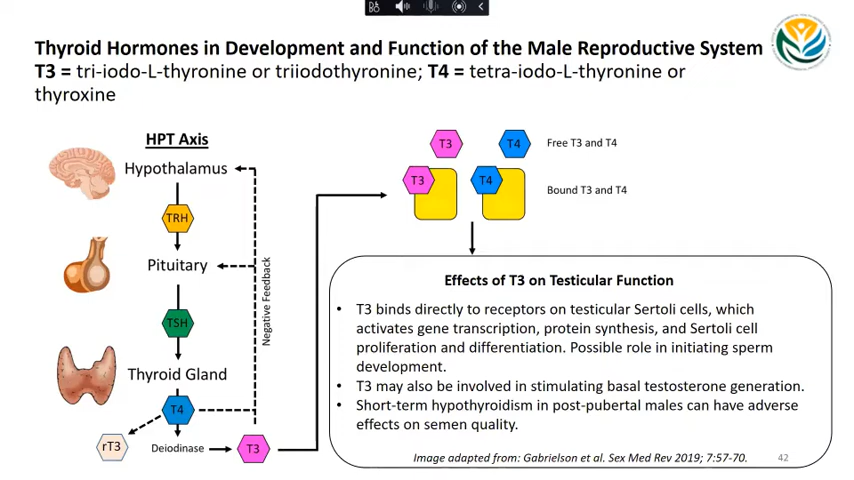 Thyroid Hormones in Development and Function of the Male Reproductive System
T3 = tri-iodo-L-thyronine or triiodothyronine; T4 = tetra-iodo-L-thyronine or
thyroxine
HPT Axis
Hypothalamus
TRH
Pituitary
TSH
Thyroid Gland
T4
rT3
Deiodinase
T3
Negative Feedback
T3
T4
Free T3 and T4
T3
T4
Bound T3 and T4
Effects of T3 on Testicular Function
• T3 binds directly to receptors on testicular Sertoli cells, which
activates gene transcription, protein synthesis, and Sertoli cell
proliferation and differentiation. Possible role in initiating sperm
development.
• T3 may also be involved in stimulating basal testosterone generation.
• Short-term hypothyroidism in post-pubertal males can have adverse
effects on semen quality.
Image adapted from: Gabrielson et al. Sex Med Rev 2019; 7:57-70.
42